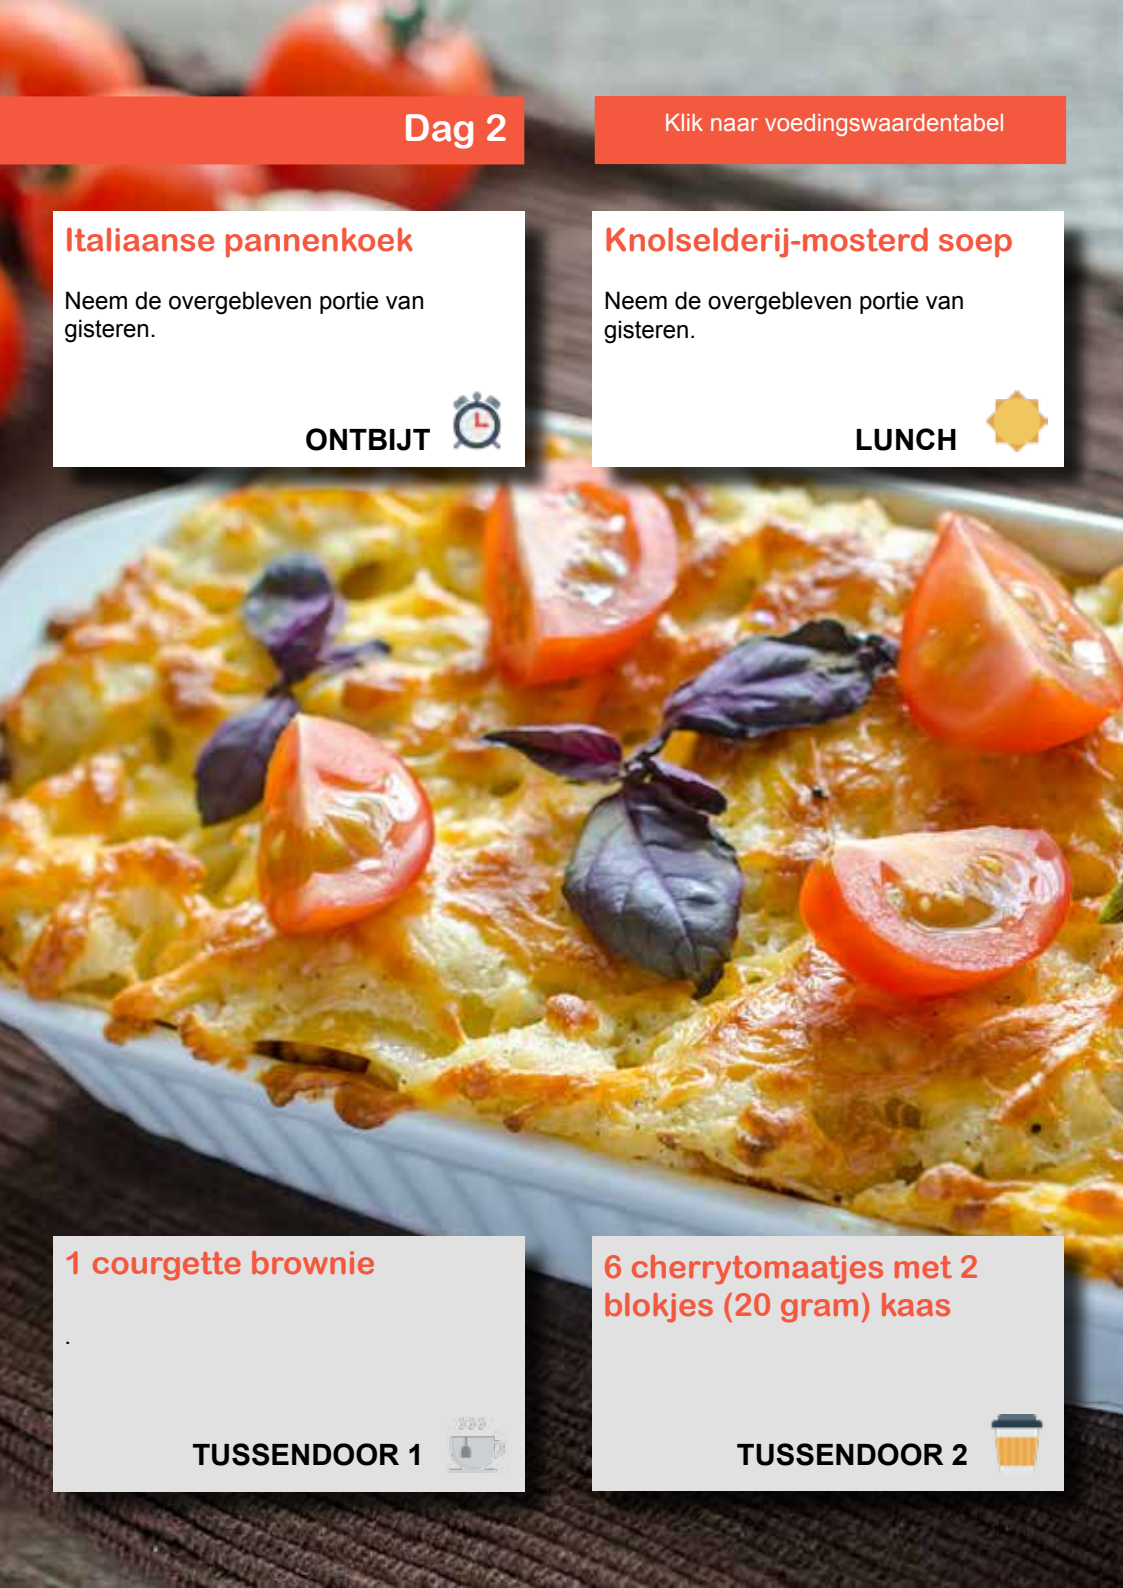 Dag 2
Klik naar voedingswaardentabel
Italiaanse pannenkoek
Neem de overgebleven portie van
gisteren.
ONTBIJT
Knolselderij-mosterd soep
Neem de overgebleven portie van
gisteren.
LUNCH
1 courgette brownie
.
TUSSENDOOR 1
6 cherrytomaatjes met 2
blokjes (20 gram) kaas
TUSSENDOOR 2